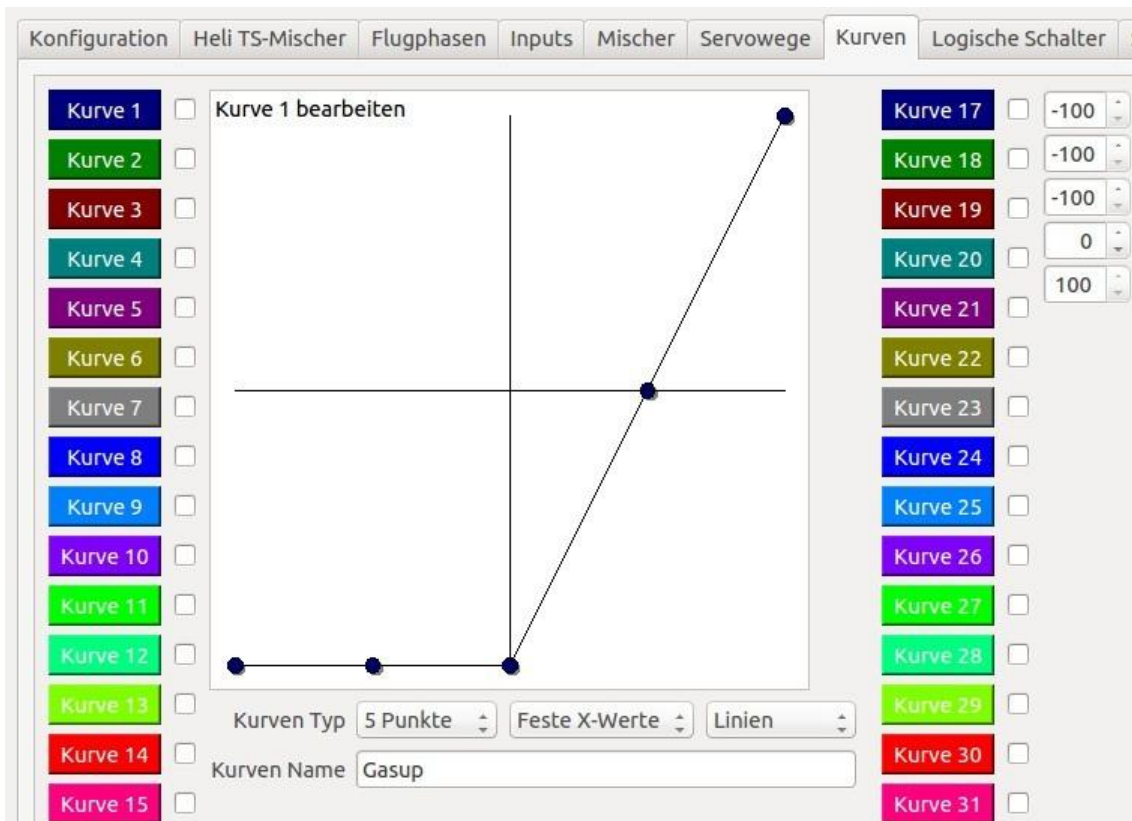 Konfiguration
Heli TS-Mischer
Flugphasen
Inputs
Mischer
Servowege
Kurven
Logische Schalter
Kurve 1
Kurve 2
Kurve 3
Kurve 4
Kurve 5
Kurve 6
Kurve 7
Kurve 8
Kurve 9
Kurve 10
Kurve 11
Kurve 12
Kurve 13
Kurve 14
Kurve 15
Kurve 1 bearbeiten
Kurven Typ 5 Punkte Feste X-Werte Linien
Kurven Name Gasup
Kurve 17
Kurve 18
Kurve 19
Kurve 20
Kurve 21
Kurve 22
Kurve 23
Kurve 24
Kurve 25
Kurve 26
Kurve 27
Kurve 28
Kurve 29
Kurve 30
Kurve 31
-100
-100
-100
0
100